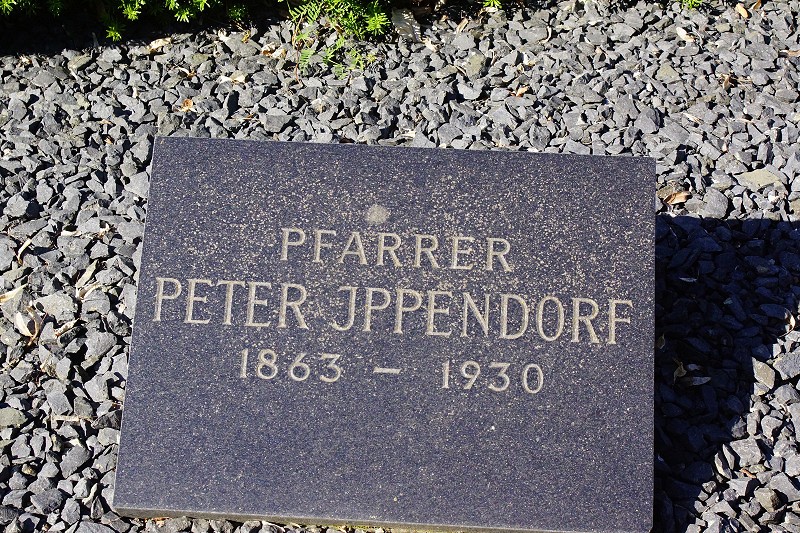 PFARRER
PETER JPPENDORF
1863 – 1930